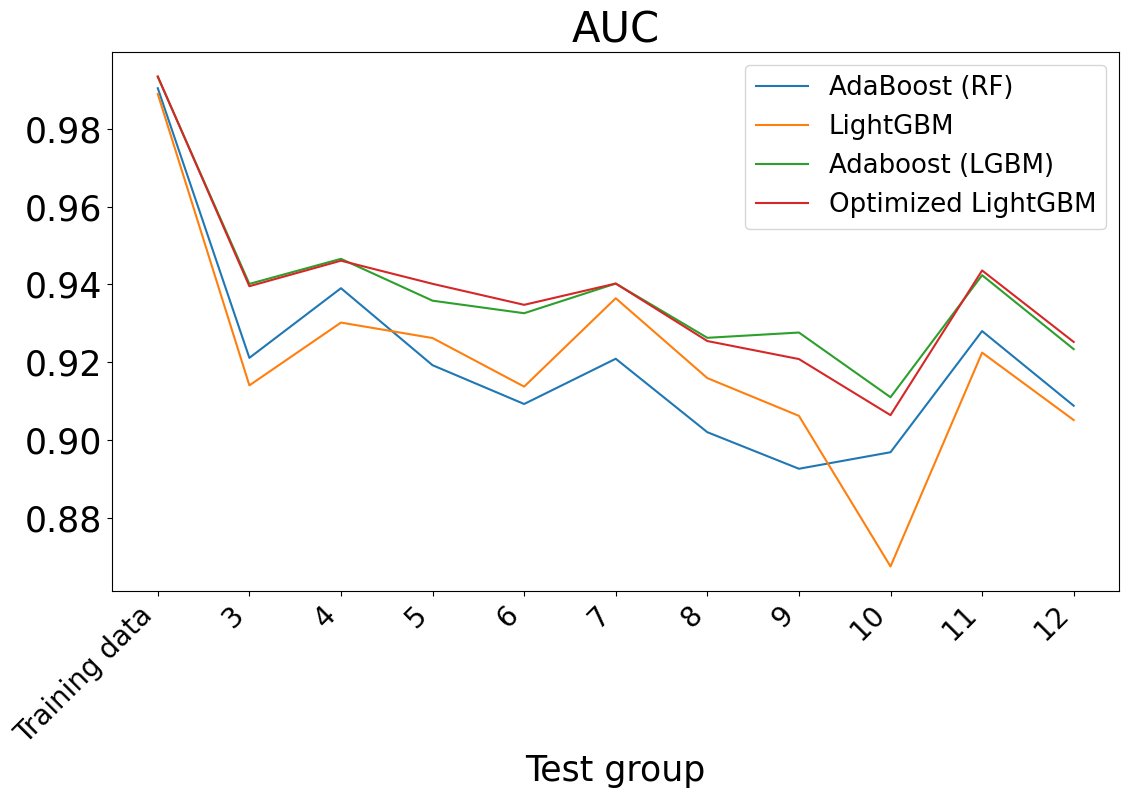 AUC
AdaBoost (RF)
LightGBM
Adaboost (LGBM)
Optimized LightGBM
0.98
0.96
0.94
0.92
0.90
0.88
Training data
3
4
5
6
7
8
9
10
11
12
Test group